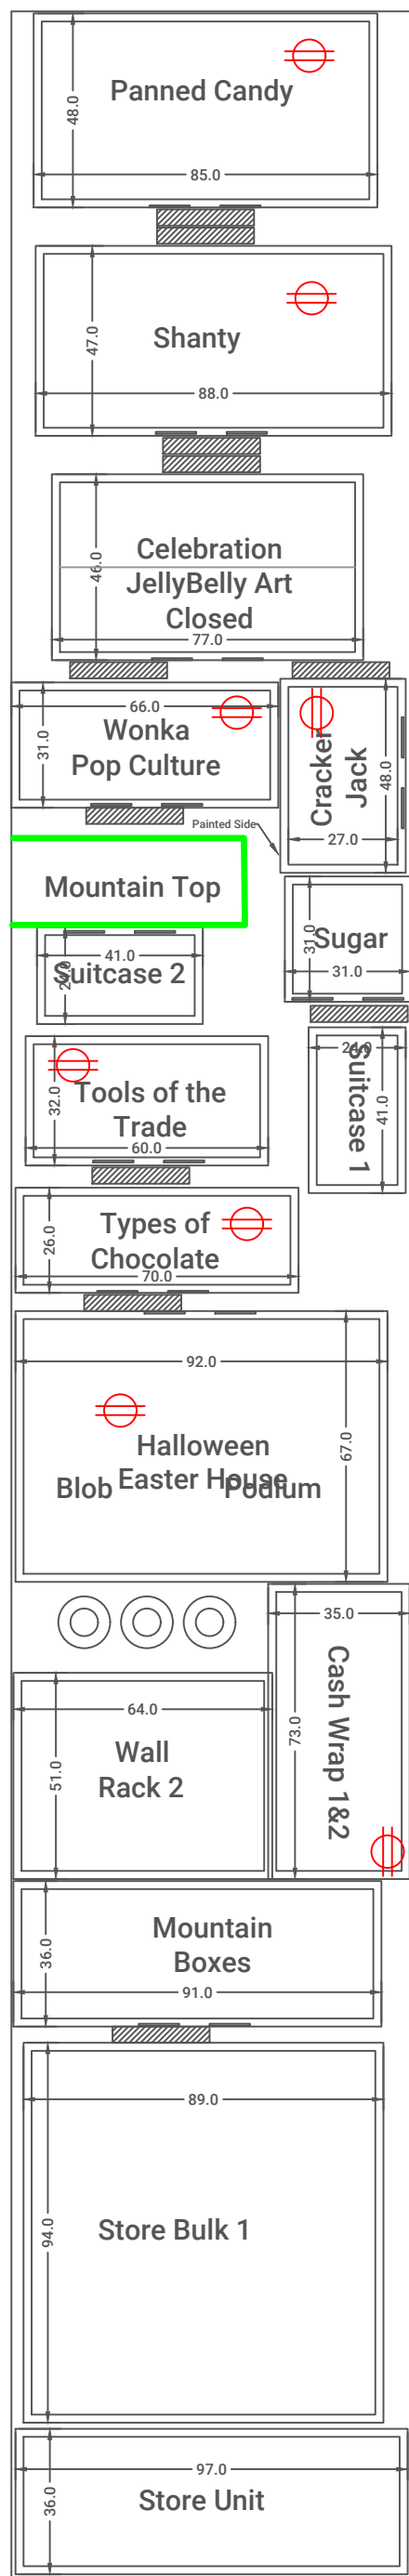 Panned Candy
48.0
85.0
Shanty
47.0
88.0
Celebration
JellyBelly Art
Closed
46.0
77.0
66.0
Wonka
Pop Culture
31.0
Cracker
Jack
48.0
27.0
Painted Side
Mountain Top
Sugar
31.0
31.0
41.0
Suitcase 2
24.0
Suitcase 1
41.0
Tools of the
Trade
32.0
60.0
Types of
Chocolate
26.0
70.0
92.0
67.0
Halloween
Easter House
Blob
Podium
35.0
73.0
Cash Wrap 1&2
64.0
51.0
Wall
Rack 2
Mountain
Boxes
36.0
91.0
89.0
94.0
Store Bulk 1
97.0
36.0
Store Unit